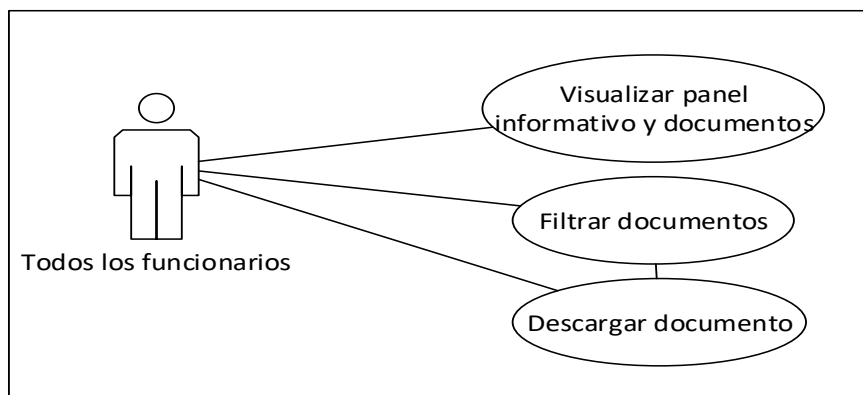 Visualizar panel
informativo y documentos
Filtrar documentos
Todos los funcionarios
Descargar documento